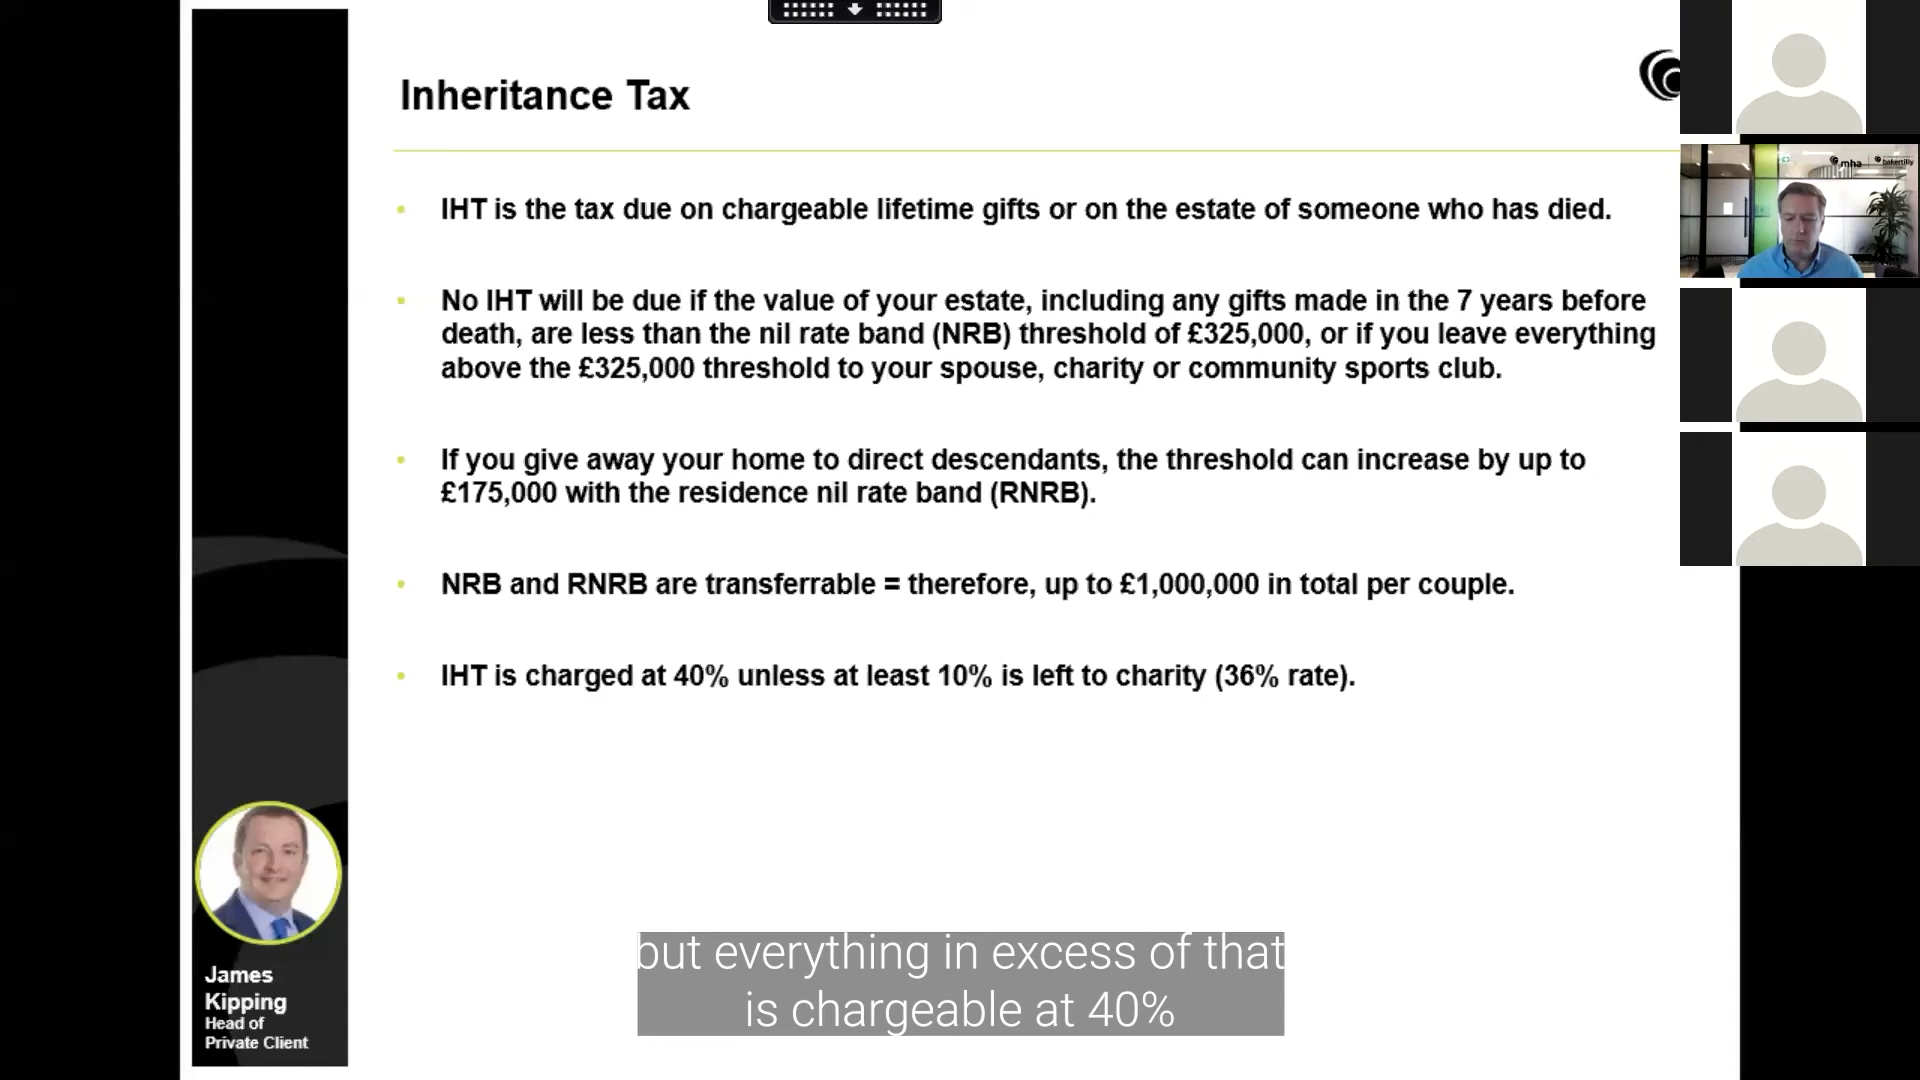 Inheritance Tax
IHT is the tax due on chargeable lifetime gifts or on the estate of someone who has died.
No IHT will be due if the value of your estate, including any gifts made in the 7 years before
death, are less than the nil rate band (NRB) threshold of £325,000, or if you leave everything
above the £325,000 threshold to your spouse, charity or community sports club.
If you give away your home to direct descendants, the threshold can increase by up to
£175,000 with the residence nil rate band (RNRB).
NRB and RNRB are transferrable = therefore, up to £1,000,000 in total per couple.
IHT is charged at 40% unless at least 10% is left to charity (36% rate).
mha
bakertilly
James
Kipping
Head of
Private Client
but everything in excess of that
is chargeable at 40%